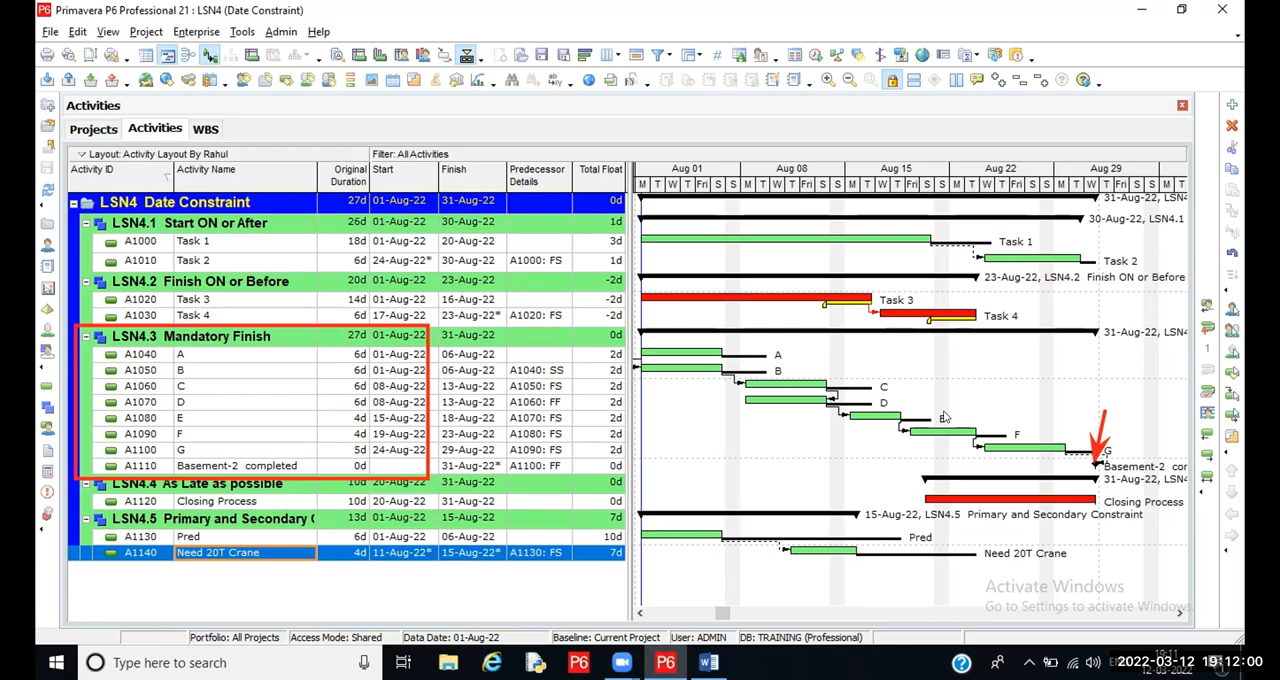 Primavera P6 Professional 21 : LSN4 (Date Constraint)
File Edit View Project Enterprise Tools Admin Help
Activities
Projects Activities WBS
Layout: Activity Layout By Rahul Filter: All Activities
Activity ID Activity Name Original Duration Start Finish Predecessor Details Total Float
Aug 01 Aug 08 Aug 15 Aug 22 Aug 29
M T W T Fri S S M T W T Fri S S M T W T Fri S S M T W T Fri S S M T W T Fri S S M T
LSN4 Date Constraint 27d 01-Aug-22 31-Aug-22 0d 31-Aug-22, LSN4
LSN4.1 Start ON or After 26d 01-Aug-22 30-Aug-22 1d 30-Aug-22, LSN4.1
A1000 Task 1 18d 01-Aug-22 20-Aug-22 3d Task 1
A1010 Task 2 6d 24-Aug-22* 30-Aug-22 A1000: FS 1d Task 2
LSN4.2 Finish ON or Before 20d 01-Aug-22 23-Aug-22 -2d 23-Aug-22, LSN4.2 Finish ON or Before
A1020 Task 3 14d 01-Aug-22 16-Aug-22 -2d Task 3
A1030 Task 4 6d 17-Aug-22 23-Aug-22* A1020: FS -2d Task 4
LSN4.3 Mandatory Finish 27d 01-Aug-22 31-Aug-22 0d 31-Aug-22, LSN4
A1040 A 6d 01-Aug-22 06-Aug-22 2d A
A1050 B 6d 01-Aug-22 06-Aug-22 A1040: SS 2d B
A1060 C 6d 08-Aug-22 13-Aug-22 A1050: FS 2d C
A1070 D 6d 08-Aug-22 13-Aug-22 A1060: FF 2d D
A1080 E 4d 15-Aug-22 18-Aug-22 A1070: FS 2d E
A1090 F 4d 19-Aug-22 23-Aug-22 A1080: FS 2d F
A1100 G 5d 24-Aug-22 29-Aug-22 A1090: FS 2d G
A1110 Basement-2 completed 0d 31-Aug-22* A1100: FF 0d Basement-2 con
LSN4.4 As Late as possible 10d 20-Aug-22 31-Aug-22 0d 31-Aug-22, LSN4
A1120 Closing Process 10d 20-Aug-22* 31-Aug-22 0d Closing Process
LSN4.5 Primary and Secondary C 13d 01-Aug-22 15-Aug-22 7d 15-Aug-22, LSN4.5 Primary and Secondary Constraint
A1130 Pred 6d 01-Aug-22 06-Aug-22 10d Pred
A1140 Need 20T Crane 4d 11-Aug-22* 15-Aug-22* A1130: FS 7d Need 20T Crane
Activate Windows
Go to Settings to activate Windows.
Portfolio: All Projects Access Mode: Shared Data Date: 01-Aug-22 Baseline: Current Project User: ADMIN DB: TRAINING (Professional)
Type here to search
19:11
2022-03-12 19:12:00
12-03-2022